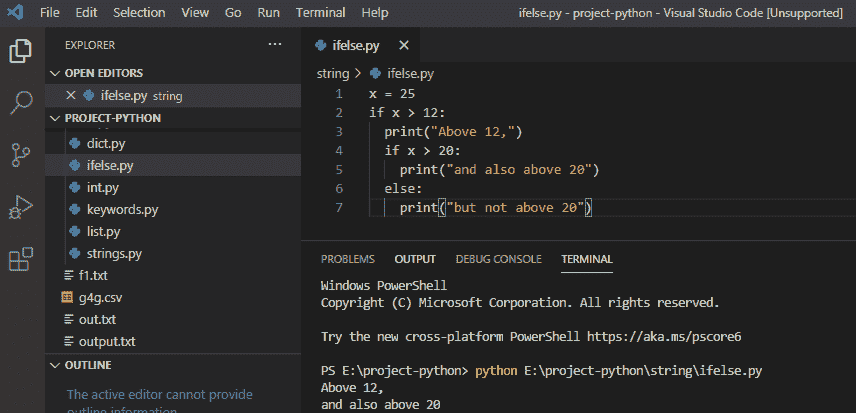 File Edit Selection View Go Run Terminal Help ifelse.py - project-python - Visual Studio Code [Unsupported]
EXPLORER ...
OPEN EDITORS
ifelse.py string
PROJECT-PYTHON
dict.py
ifelse.py
int.py
keywords.py
list.py
strings.py
f1.txt
g4g.csv
out.txt
output.txt
OUTLINE
The active editor cannot provide
outline information.
ifelse.py
string > ifelse.py
1 x = 25
2 if x > 12:
3   print("Above 12,")
4   if x > 20:
5     print("and also above 20")
6   else:
7     print("but not above 20")
PROBLEMS OUTPUT DEBUG CONSOLE TERMINAL
Windows PowerShell
Copyright (C) Microsoft Corporation. All rights reserved.
Try the new cross-platform PowerShell https://aka.ms/pscore6
PS E:\project-python> python E:\project-python\string\ifelse.py
Above 12,
and also above 20